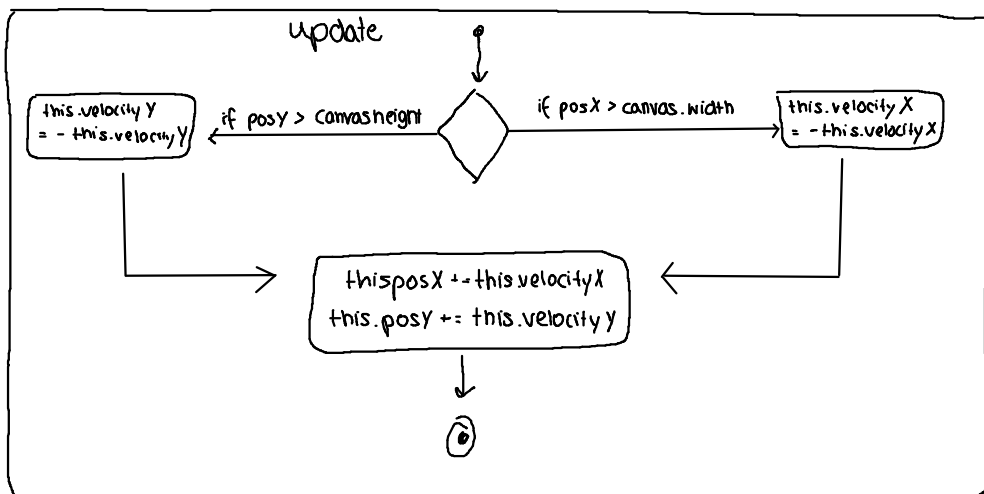 update
if posY > canvasheight
if posX > canvas.width
this.velocity Y
= - this.velocity Y
this.velocity X
= -this.velocity X
thisposX +- this.velocityX
this.posY += this.velocity Y